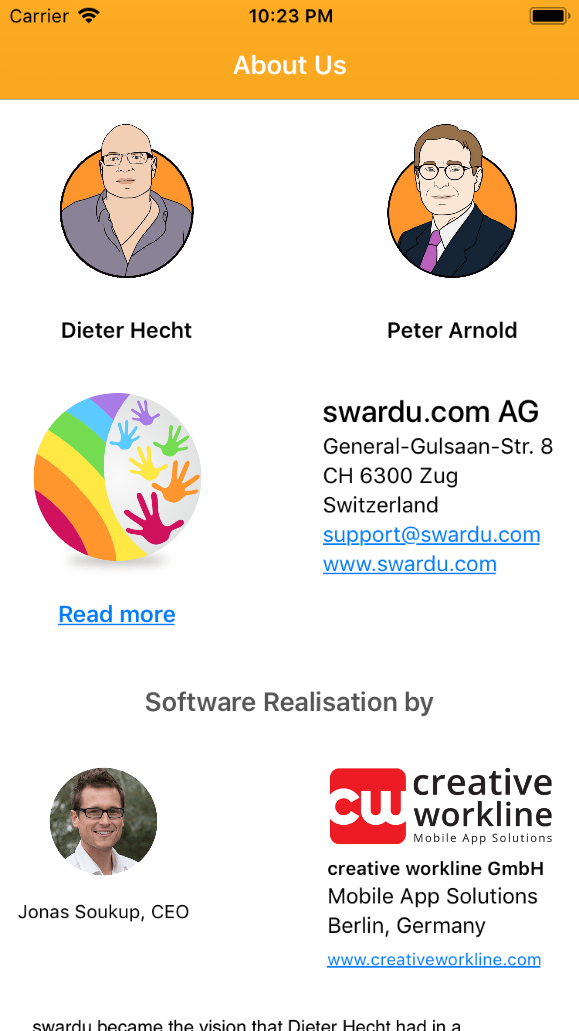 Carrier 10:23 PM
About Us
Dieter Hecht
Peter Arnold
swardu.com AG
General-Gulsaan-Str. 8
CH 6300 Zug
Switzerland
support@swardu.com
www.swardu.com
Read more
Software Realisation by
cw creative
workline
Mobile App Solutions
Jonas Soukup, CEO
creative workline GmbH
Mobile App Solutions
Berlin, Germany
www.creativeworkline.com
swardu became the vision that Dieter Hecht had in a